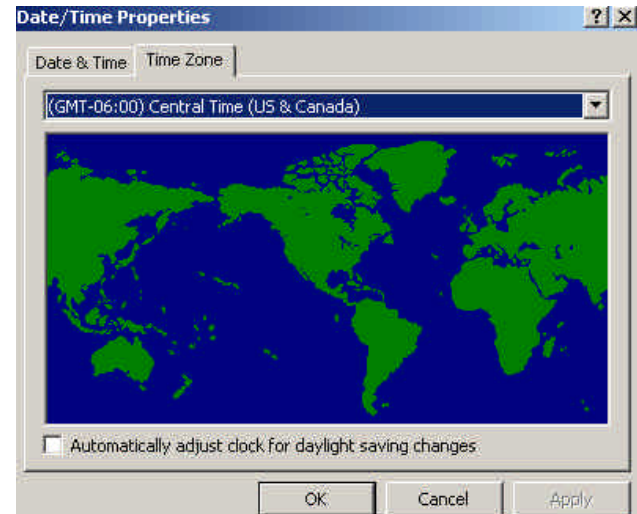 Date/Time Properties
Date & Time Time Zone
(GMT-06:00) Central Time (US & Canada)
Automatically adjust clock for daylight saving changes
OK Cancel Apply